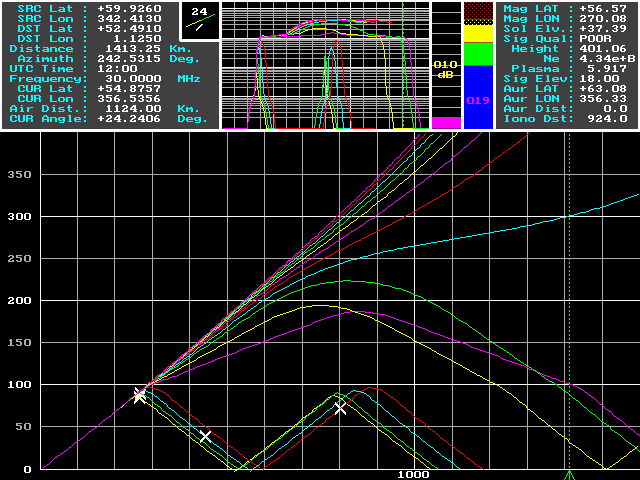 SRC Lat : +59.9260
SRC Lon : 342.4130
DST Lat : +52.4910
DST Lon : 1.1250
Distance : 1413.25 Km.
Azimuth : 242.5315 Deg.
UTC Time : 12:00
Frequency: 30.0000 MHz
CUR Lat : +54.8757
CUR Lon : 356.5356
Air Dist.: 1124.00 Km.
CUR Angle: +24.2406 Deg.
24
010
dB
019
Mag LAT : +56.57
Mag LON : 270.08
Sol Elv.: +37.39
Sig Qual: POOR
Height : 401.06
Ne : 4.34e+B
Plasma : 5.917
Sig Elev: 18.00
Aur LAT : +63.08
Aur LON : 356.33
Aur Dist: 0.0
Iono Dst: 924.0
350
300
250
200
150
100
50
0
1000